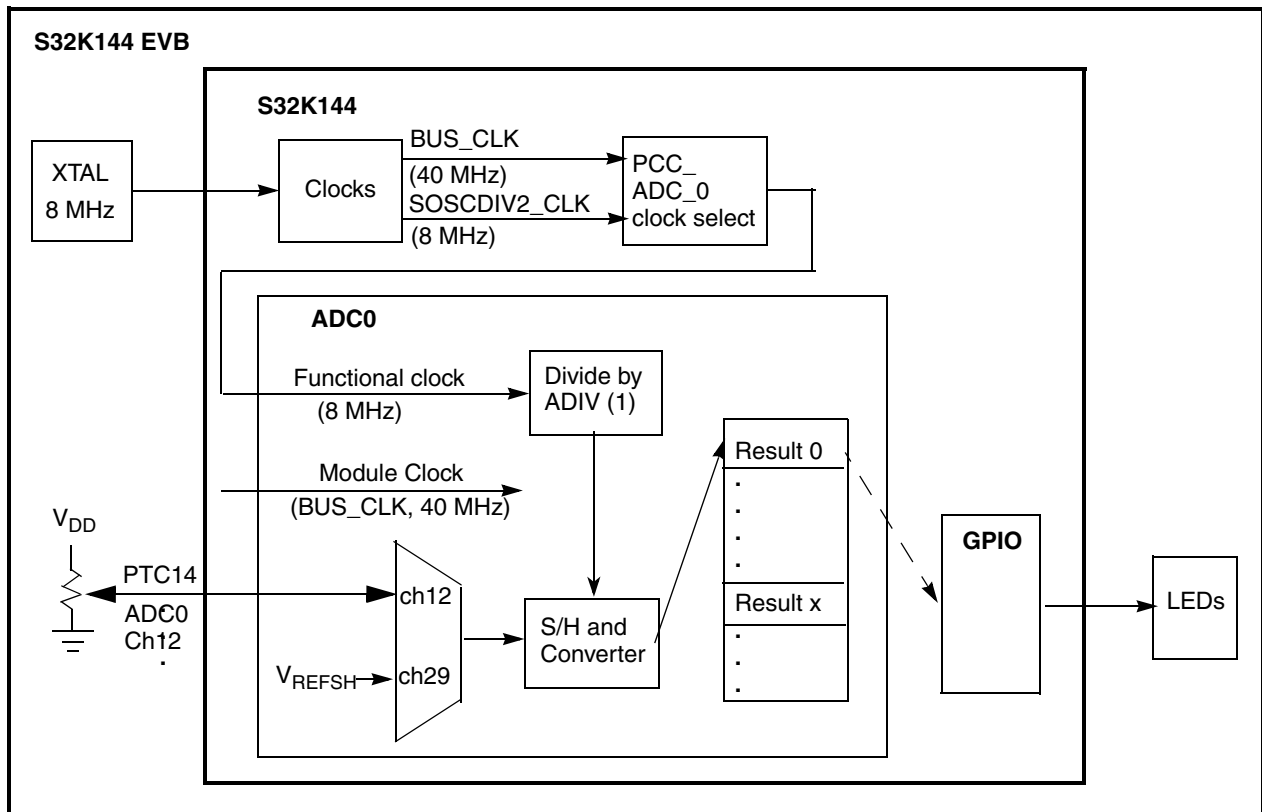 S32K144 EVB
S32K144
XTAL
8 MHz
Clocks
BUS_CLK
(40 MHz)
SOSCDIV2_CLK
(8 MHz)
PCC_
ADC_0
clock select
ADC0
Functional clock
(8 MHz)
Divide by
ADIV (1)
Module Clock
(BUS_CLK, 40 MHz)
VDD
PTC14
ADC0
Ch12
ch12
VREFSH
ch29
S/H and
Converter
Result 0
Result x
GPIO
LEDs